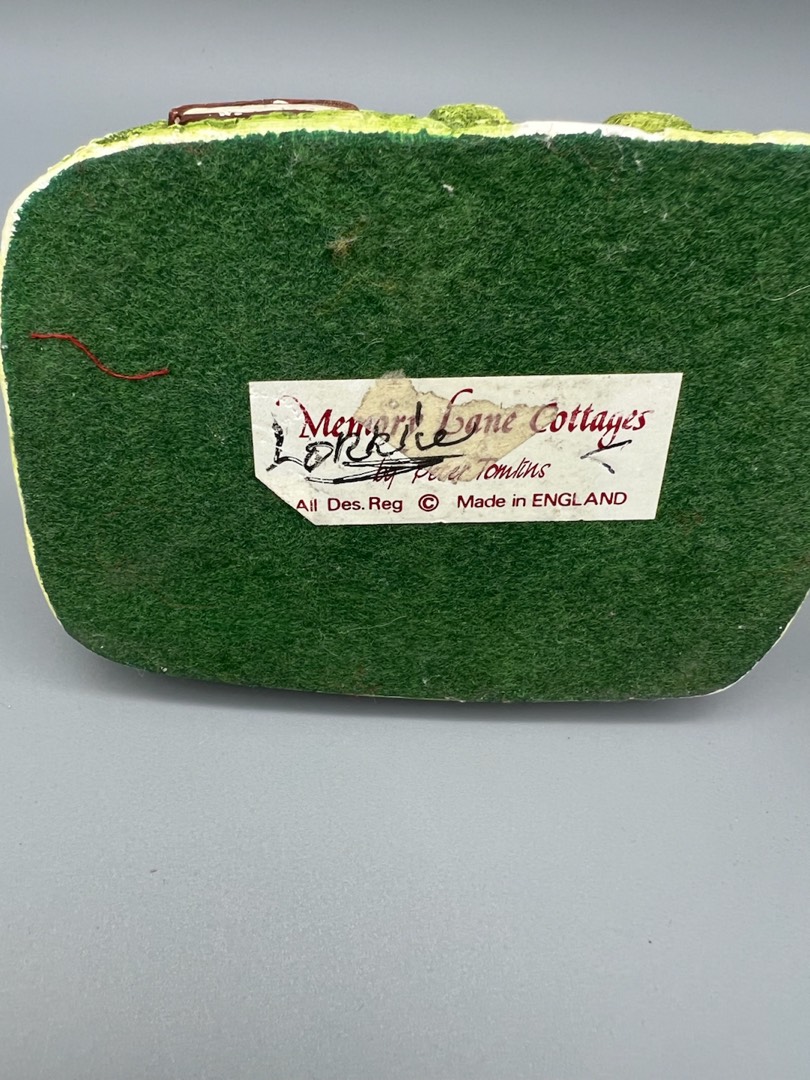 Memory Lane Cottages
Lorrie
by Peter Tomlins
All Des. Reg © Made in ENGLAND